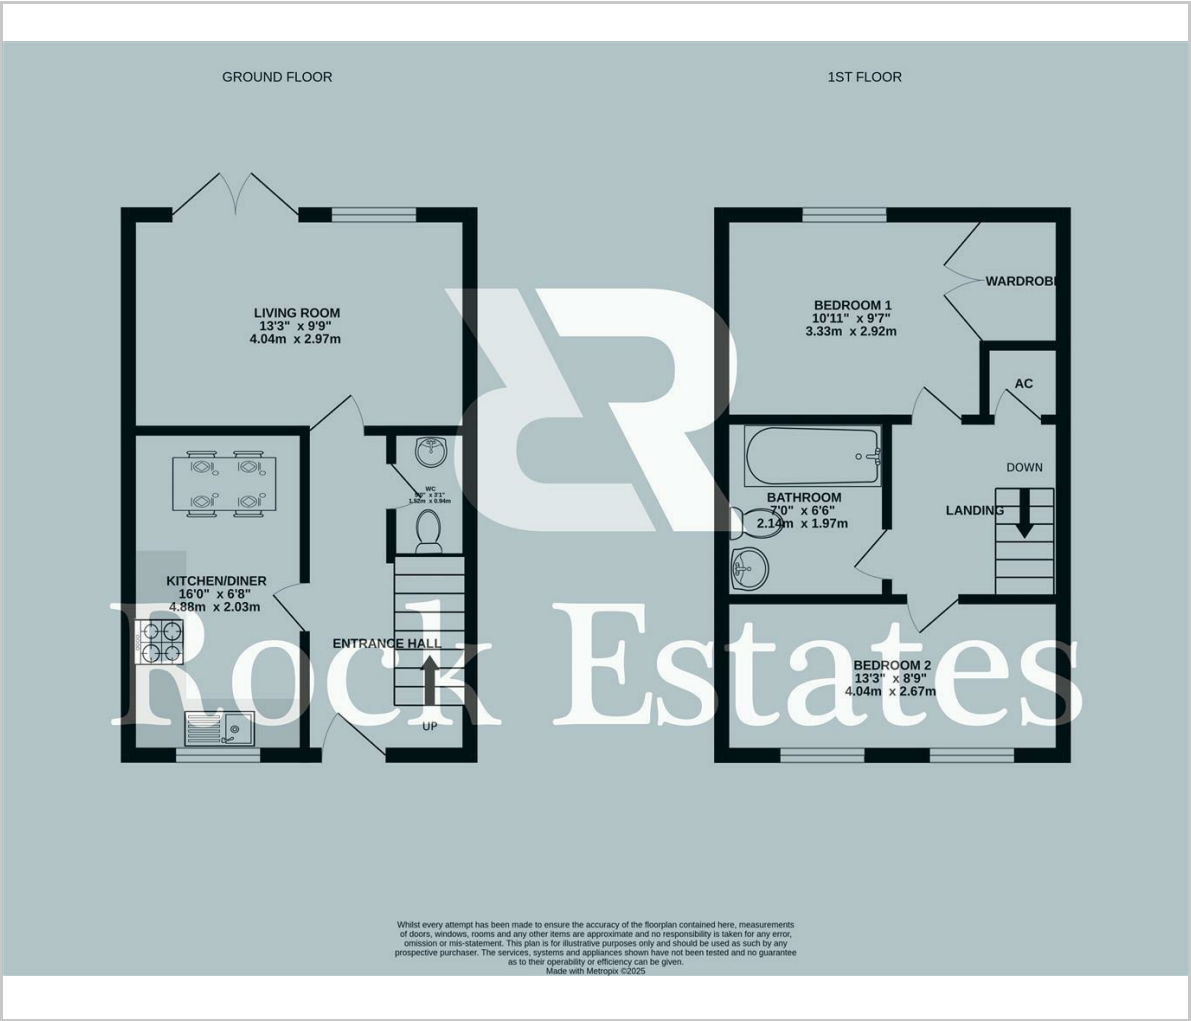 GROUND FLOOR
1ST FLOOR
LIVING ROOM
13'3" x 9'9"
4.04m x 2.97m
WC
x 3'1"
1.52m x 0.94m
KITCHEN/DINER
16'0" x 6'8"
4.88m x 2.03m
ENTRANCE HALL
UP
BEDROOM 1
10'11" x 9'7"
3.33m x 2.92m
WARDROBE
AC
DOWN
LANDING
BATHROOM
7'0" x 6'6"
2.14m x 1.97m
BEDROOM 2
13'3" x 8'9"
4.04m x 2.67m
Rock Estates
Whilst every attempt has been made to ensure the accuracy of the floorplan contained here, measurements
of doors, windows, rooms and any other items are approximate and no responsibility is taken for any error,
omission or mis-statement. This plan is for illustrative purposes only and should be used as such by any
prospective purchaser. The services, systems and appliances shown have not been tested and no guarantee
as to their operability or efficiency can be given.
Made with Metropix ©2025